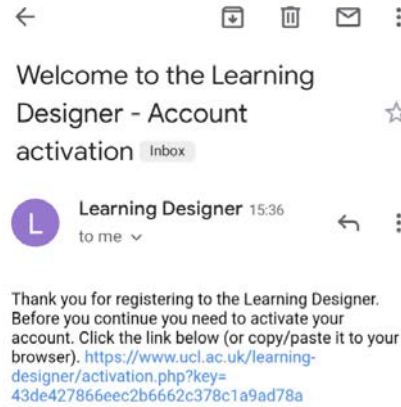 Welcome to the Learning
Designer - Account
activation Inbox
L
Learning Designer 15:36
to me
Thank you for registering to the Learning Designer.
Before you continue you need to activate your
account. Click the link below (or copy/paste it to your
browser). https://www.ucl.ac.uk/learning-
designer/activation.php?key=
43de427866eec2b6662c378c1a9ad78a